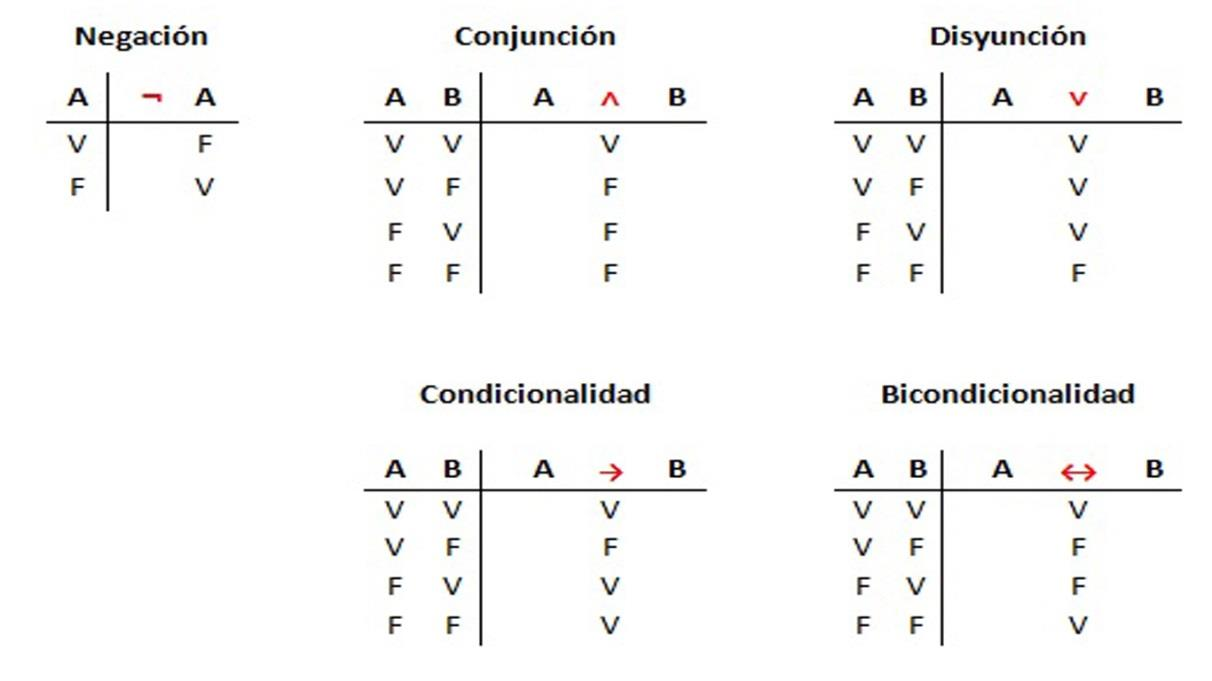 Negación
A ¬ A
V F
F V
Conjunción
A B A ∧ B
V V V
V F F
F V F
F F F
Disyunción
A B A ∨ B
V V V
V F V
F V V
F F F
Condicionalidad
A B A → B
V V V
V F F
F V V
F F V
Bicondicionalidad
A B A ↔ B
V V V
V F F
F V F
F F V